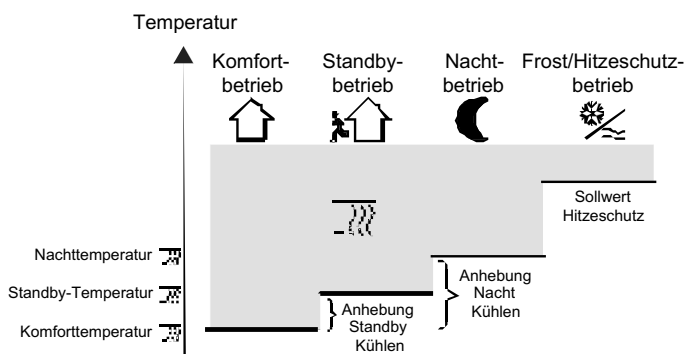 Temperatur
Komfort-
betrieb
Standby-
betrieb
Nacht-
betrieb
Frost/Hitzeschutz-
betrieb
Sollwert
Hitzeschutz
Nachttemperatur
Standby-Temperatur
Komforttemperatur
Anhebung
Standby
Kühlen
Anhebung
Nacht
Kühlen